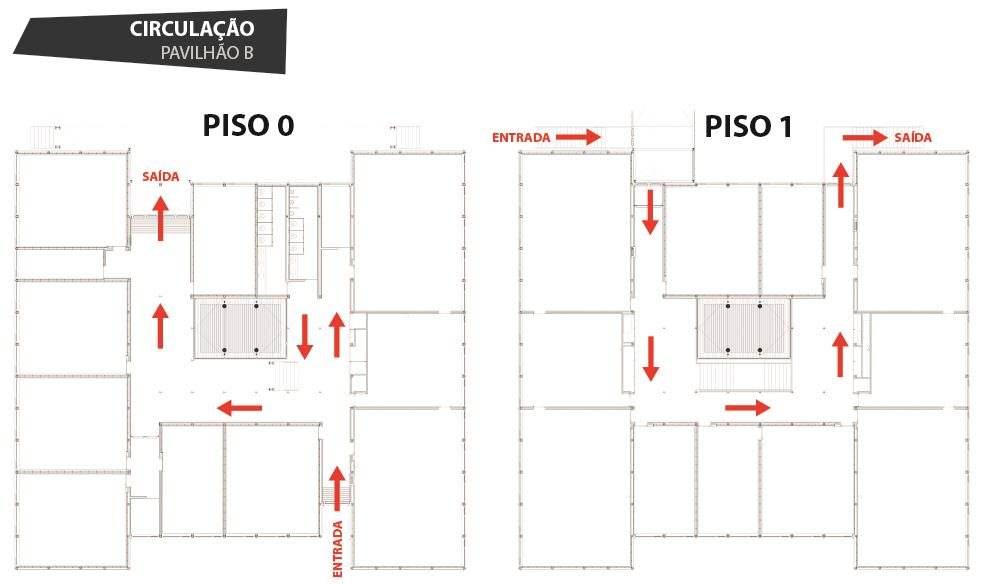 CIRCULAÇÃO
PAVILHÃO B
PISO 0
SAÍDA
ENTRADA
PISO 1
ENTRADA
SAÍDA